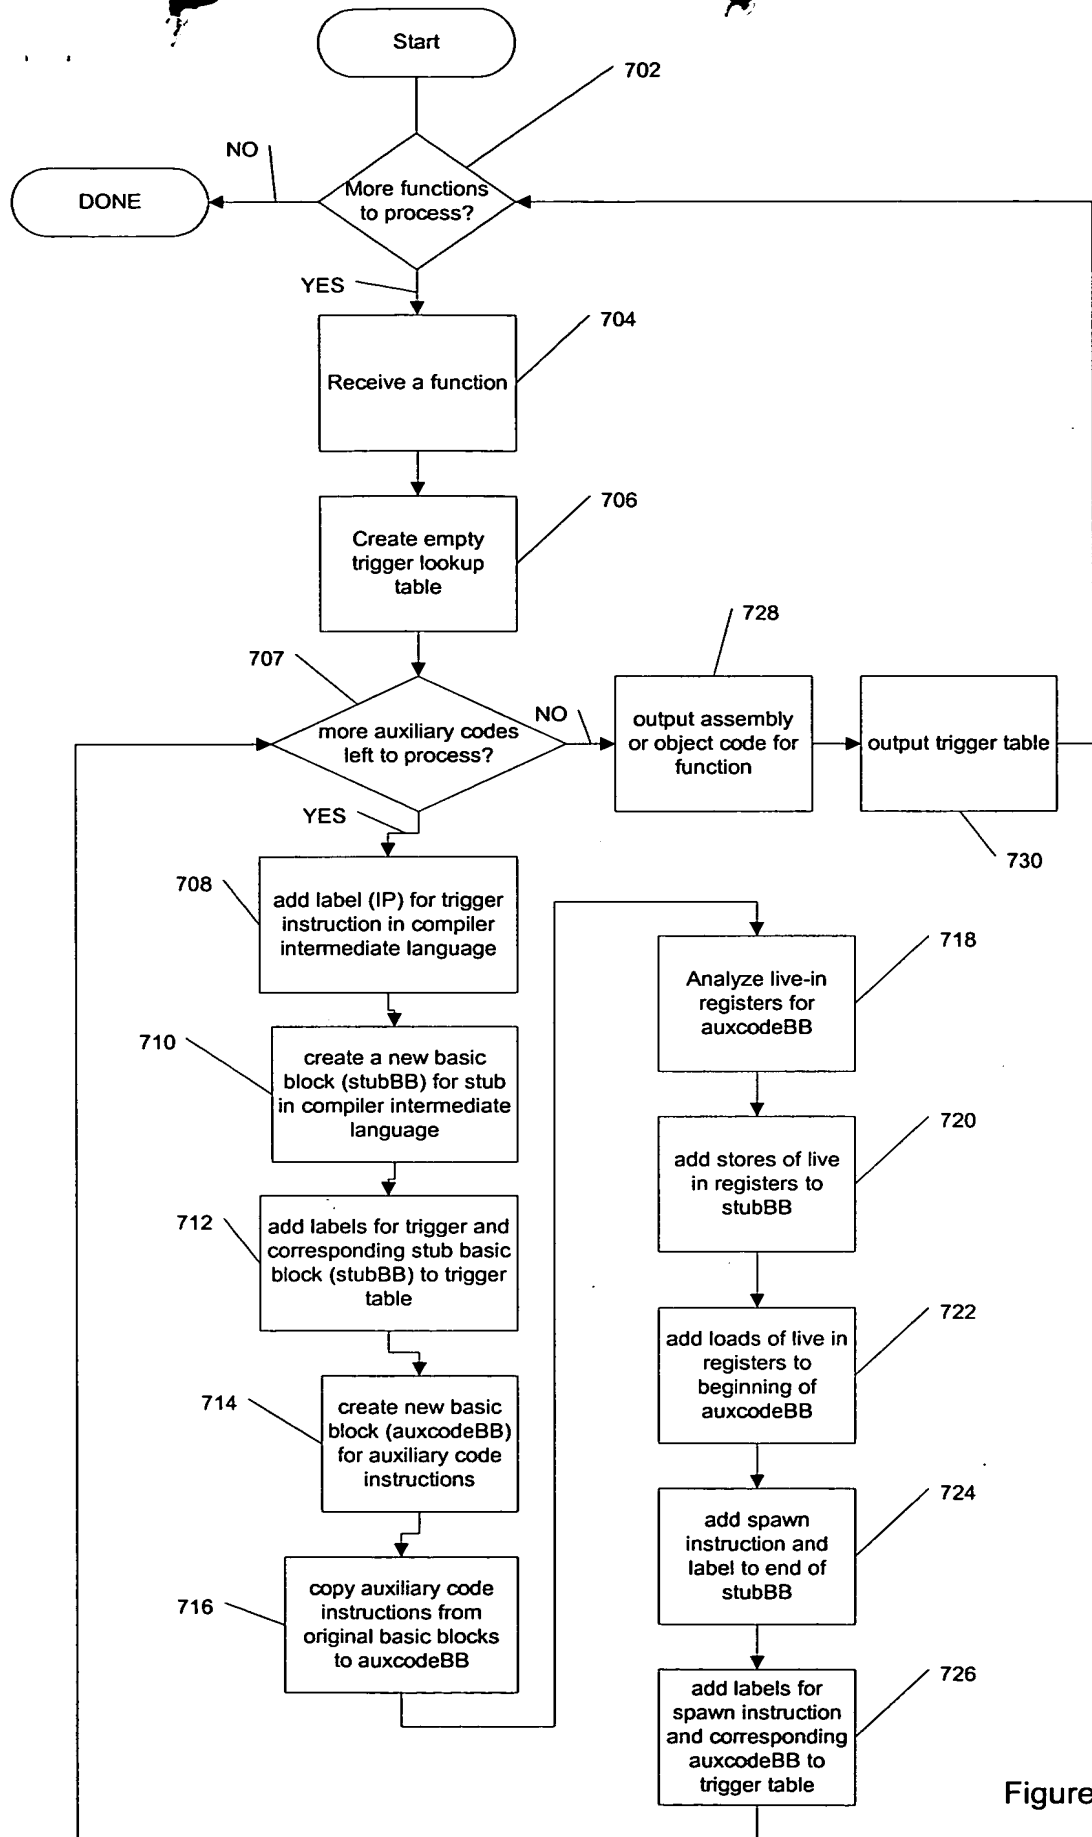 Start
702
NO
DONE
More functions
to process?
YES
704
Receive a function
706
Create empty
trigger lookup
table
728
707
NO
more auxiliary codes
left to process?
output assembly
or object code for
function
output trigger table
YES
730
708
add label (IP) for trigger
instruction in compiler
intermediate language
718
Analyze live-in
registers for
auxcodeBB
710
create a new basic
block (stubBB) for stub
in compiler intermediate
language
720
add stores of live
in registers to
stubBB
712
add labels for trigger and
corresponding stub basic
block (stubBB) to trigger
table
722
add loads of live in
registers to
beginning of
auxcodeBB
714
create new basic
block (auxcodeBB)
for auxiliary code
instructions
724
add spawn
instruction and
label to end of
stubBB
716
copy auxiliary code
instructions from
original basic blocks
to auxcodeBB
726
add labels for
spawn instruction
and corresponding
auxcodeBB to
trigger table
Figure